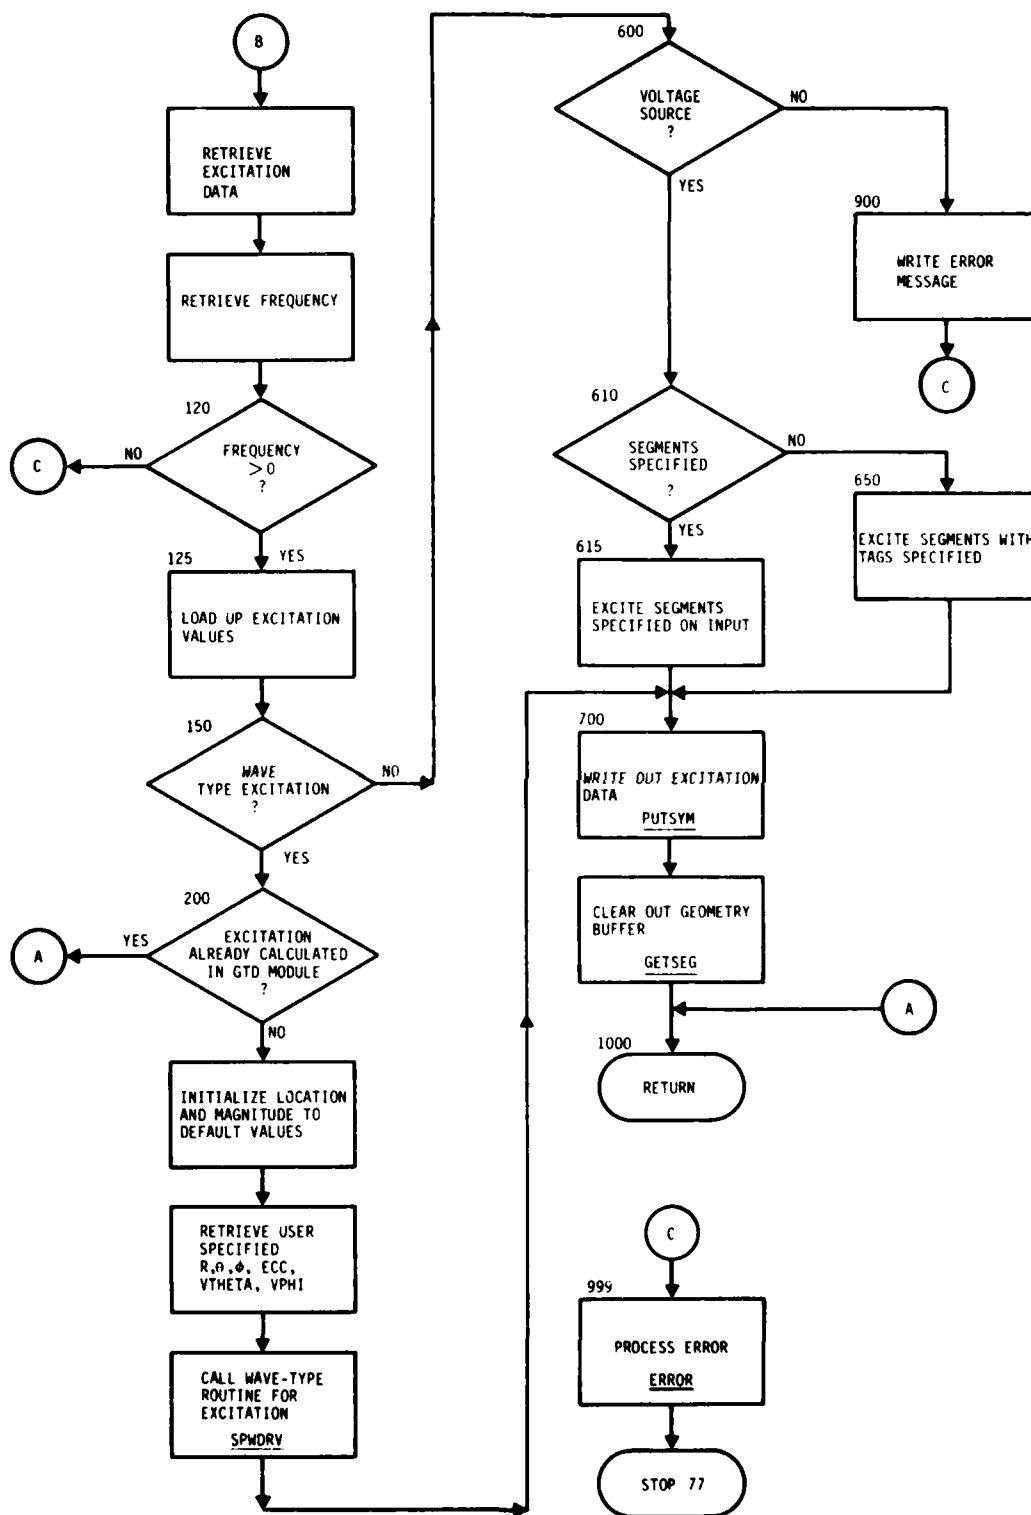 B
RETRIEVE
EXCITATION
DATA
RETRIEVE FREQUENCY
120
FREQUENCY
>0
?
NO
C
YES
125
LOAD UP EXCITATION
VALUES
150
WAVE
TYPE EXCITATION
?
NO
YES
200
EXCITATION
ALREADY CALCULATED
IN GTD MODULE
?
YES
A
NO
INITIALIZE LOCATION
AND MAGNITUDE TO
DEFAULT VALUES
RETRIEVE USER
SPECIFIED
R,θ,ϕ, ECC,
VTHETA, VPHI
CALL WAVE-TYPE
ROUTINE FOR
EXCITATION
SPWDRV
600
VOLTAGE
SOURCE
?
NO
YES
900
WRITE ERROR
MESSAGE
C
610
SEGMENTS
SPECIFIED
?
NO
YES
650
EXCITE SEGMENTS WITH
TAGS SPECIFIED
615
EXCITE SEGMENTS
SPECIFIED ON INPUT
700
WRITE OUT EXCITATION
DATA
PUTSYM
CLEAR OUT GEOMETRY
BUFFER
GETSEG
A
1000
RETURN
C
999
PROCESS ERROR
ERROR
STOP 77